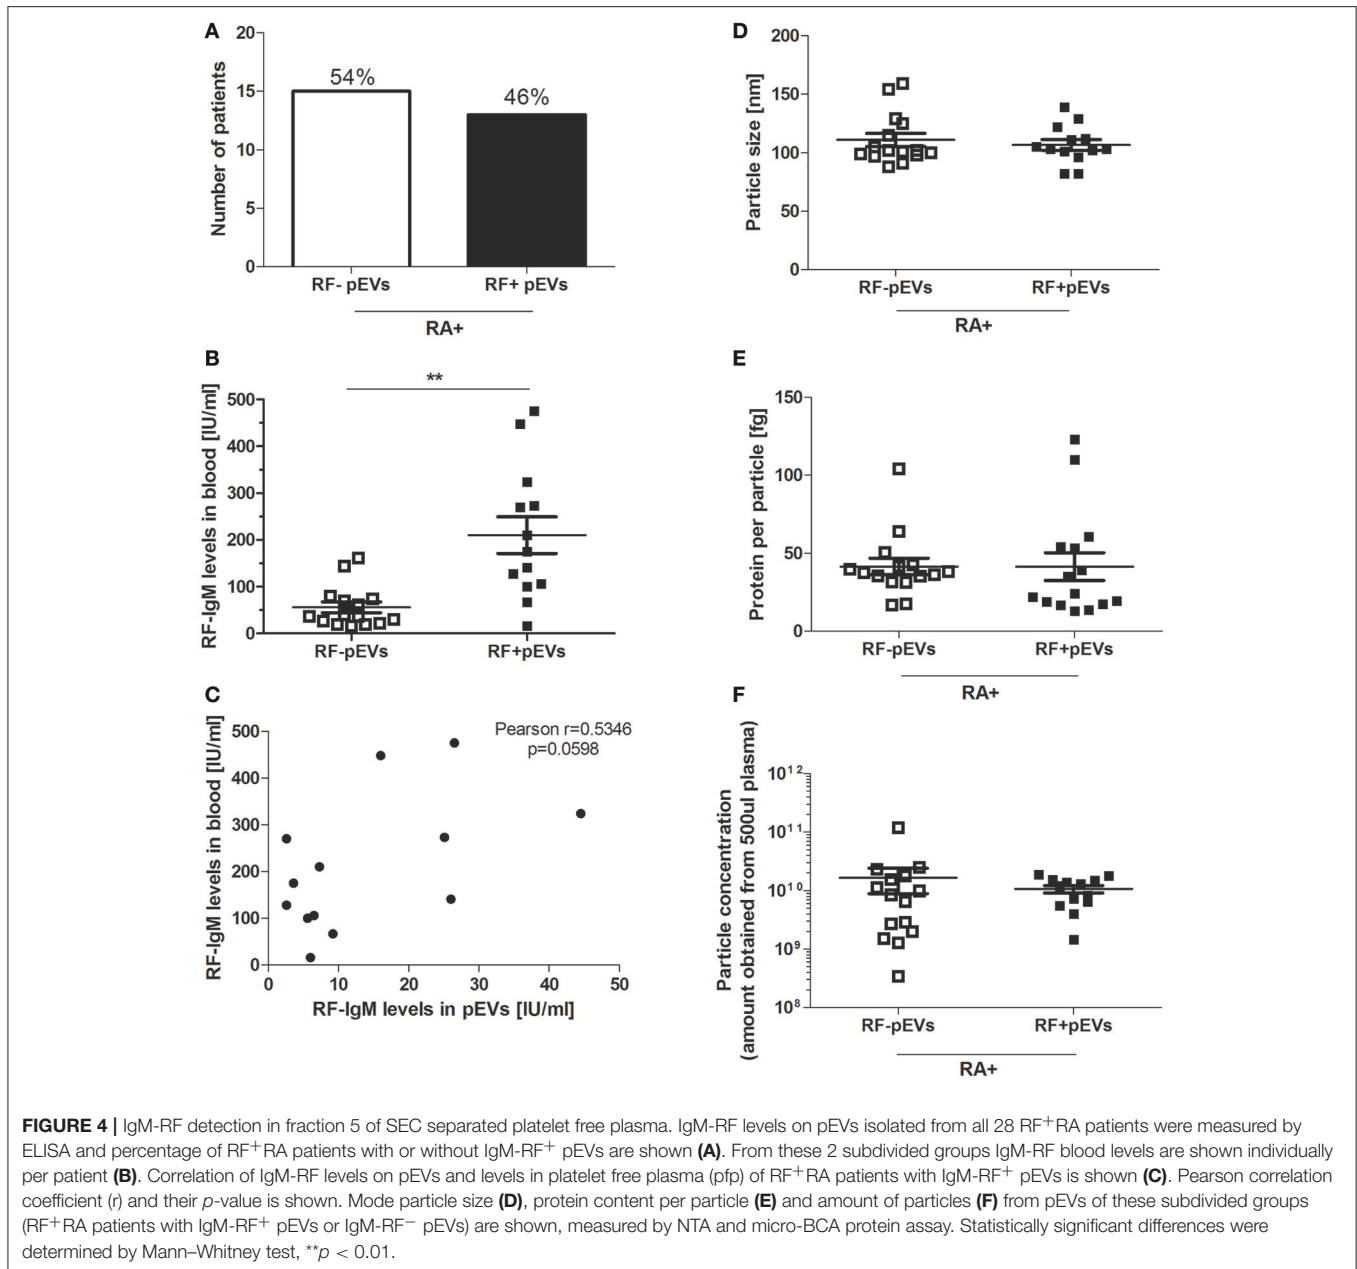 A
Number of patients
20
15
10
5
0
54%
46%
RF- pEVs
RF+ pEVs
RA+
B
RF-IgM levels in blood [IU/ml]
500
400
300
200
100
0
**
RF-pEVs
RF+pEVs
C
RF-IgM levels in blood [IU/ml]
500
400
300
200
100
0
Pearson r=0.5346
p=0.0598
0 10 20 30 40 50
RF-IgM levels in pEVs [IU/ml]
D
Particle size [nm]
200
150
100
50
0
RF-pEVs
RF+pEVs
RA+
E
Protein per particle [fg]
150
100
50
0
RF-pEVs
RF+pEVs
RA+
F
Particle concentration
(amount obtained from 500ul plasma)
10¹²
10¹¹
10¹⁰
10⁹
10⁸
RF-pEVs
RF+pEVs
RA+
FIGURE 4 | IgM-RF detection in fraction 5 of SEC separated platelet free plasma. IgM-RF levels on pEVs isolated from all 28 RF⁺RA patients were measured by
ELISA and percentage of RF⁺RA patients with or without IgM-RF⁺ pEVs are shown (A). From these 2 subdivided groups IgM-RF blood levels are shown individually
per patient (B). Correlation of IgM-RF levels on pEVs and levels in platelet free plasma (pfp) of RF⁺RA patients with IgM-RF⁺ pEVs is shown (C). Pearson correlation
coefficient (r) and their p-value is shown. Mode particle size (D), protein content per particle (E) and amount of particles (F) from pEVs of these subdivided groups
(RF⁺RA patients with IgM-RF⁺ pEVs or IgM-RF⁻ pEVs) are shown, measured by NTA and micro-BCA protein assay. Statistically significant differences were
determined by Mann–Whitney test, **p < 0.01.